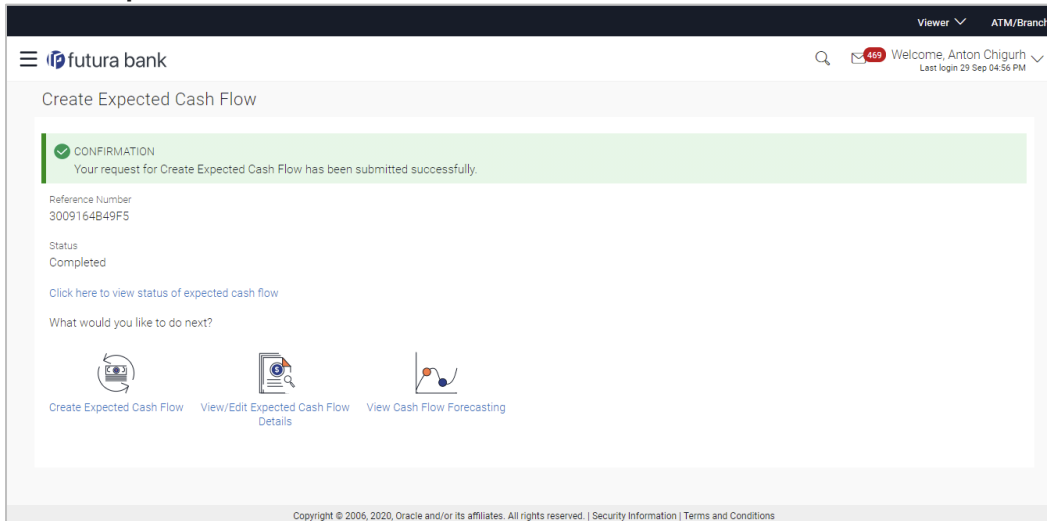 Viewer ATM/Branch
futura bank
469 Welcome, Anton Chigurh
Last login 29 Sep 04:56 PM
Create Expected Cash Flow
CONFIRMATION
Your request for Create Expected Cash Flow has been submitted successfully.
Reference Number
3009164B49F5
Status
Completed
Click here to view status of expected cash flow
What would you like to do next?
Create Expected Cash Flow View/Edit Expected Cash Flow View Cash Flow Forecasting
Details
Copyright © 2006, 2020, Oracle and/or its affiliates. All rights reserved. | Security Information | Terms and Conditions